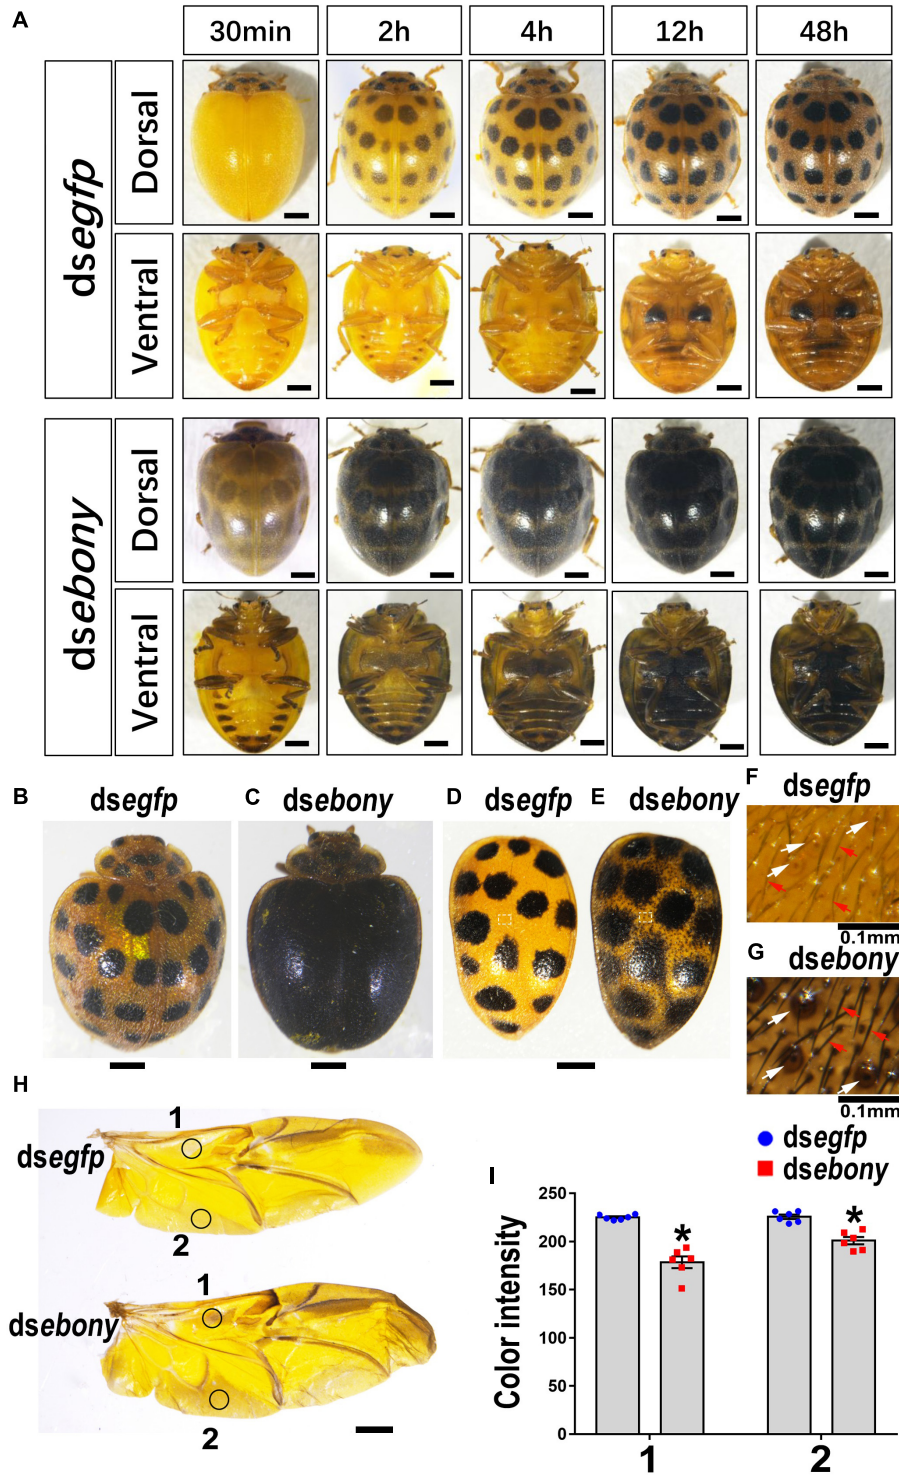 A
30min
2h
4h
12h
48h
dsegfp
Dorsal
Ventral
dsebony
Dorsal
Ventral
B
dsegfp
C
dsebony
D
dsegfp
E
dsebony
F
dsegfp
0.1mm
G
dsebony
0.1mm
H
dsegfp
1
2
dsebony
1
2
I
dsegfp
dsebony
Color intensity
250
200
150
100
50
0
*
*
1
2